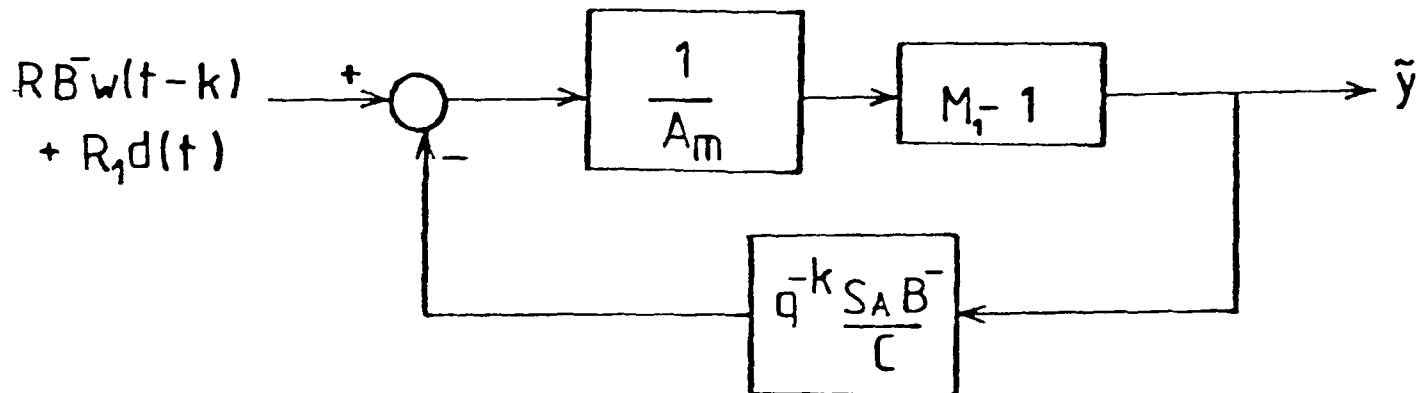 RB⁻w(t-k)
+ R₁d(t)
+
−
1
Am
M₁-1
ỹ
q⁻ᵏ SAB⁻
C